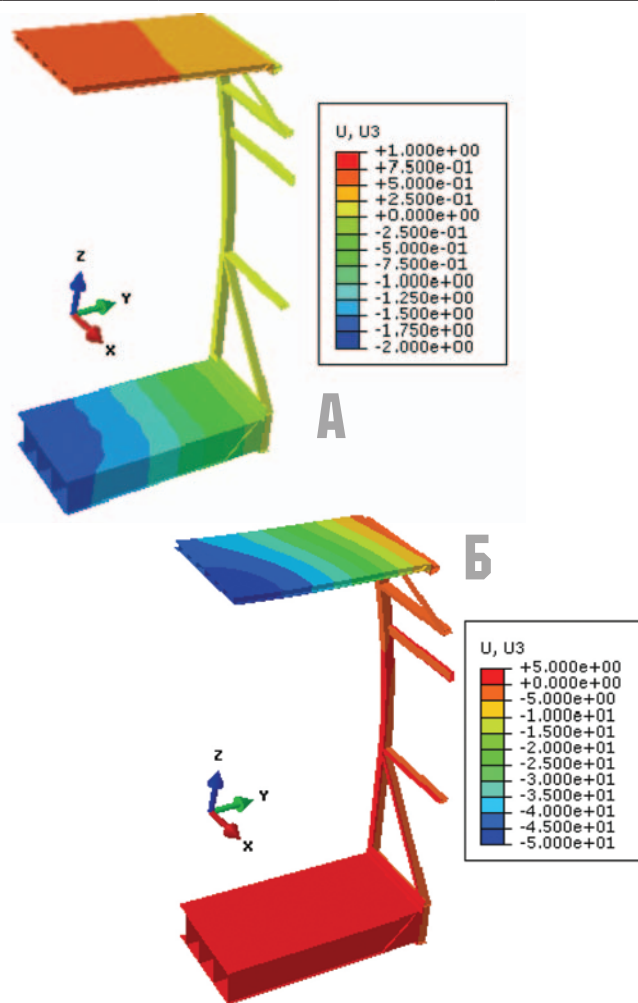 U, U3
+1.000e+00
+7.500e-01
+5.000e-01
+2.500e-01
+0.000e+00
-2.500e-01
-5.000e-01
-7.500e-01
-1.000e+00
-1.250e+00
-1.500e+00
-1.750e+00
-2.000e+00
Z
Y
X
А
Б
U, U3
+5.000e+00
+0.000e+00
-5.000e+00
-1.000e+01
-1.500e+01
-2.000e+01
-2.500e+01
-3.000e+01
-3.500e+01
-4.000e+01
-4.500e+01
-5.000e+01
Z
Y
X